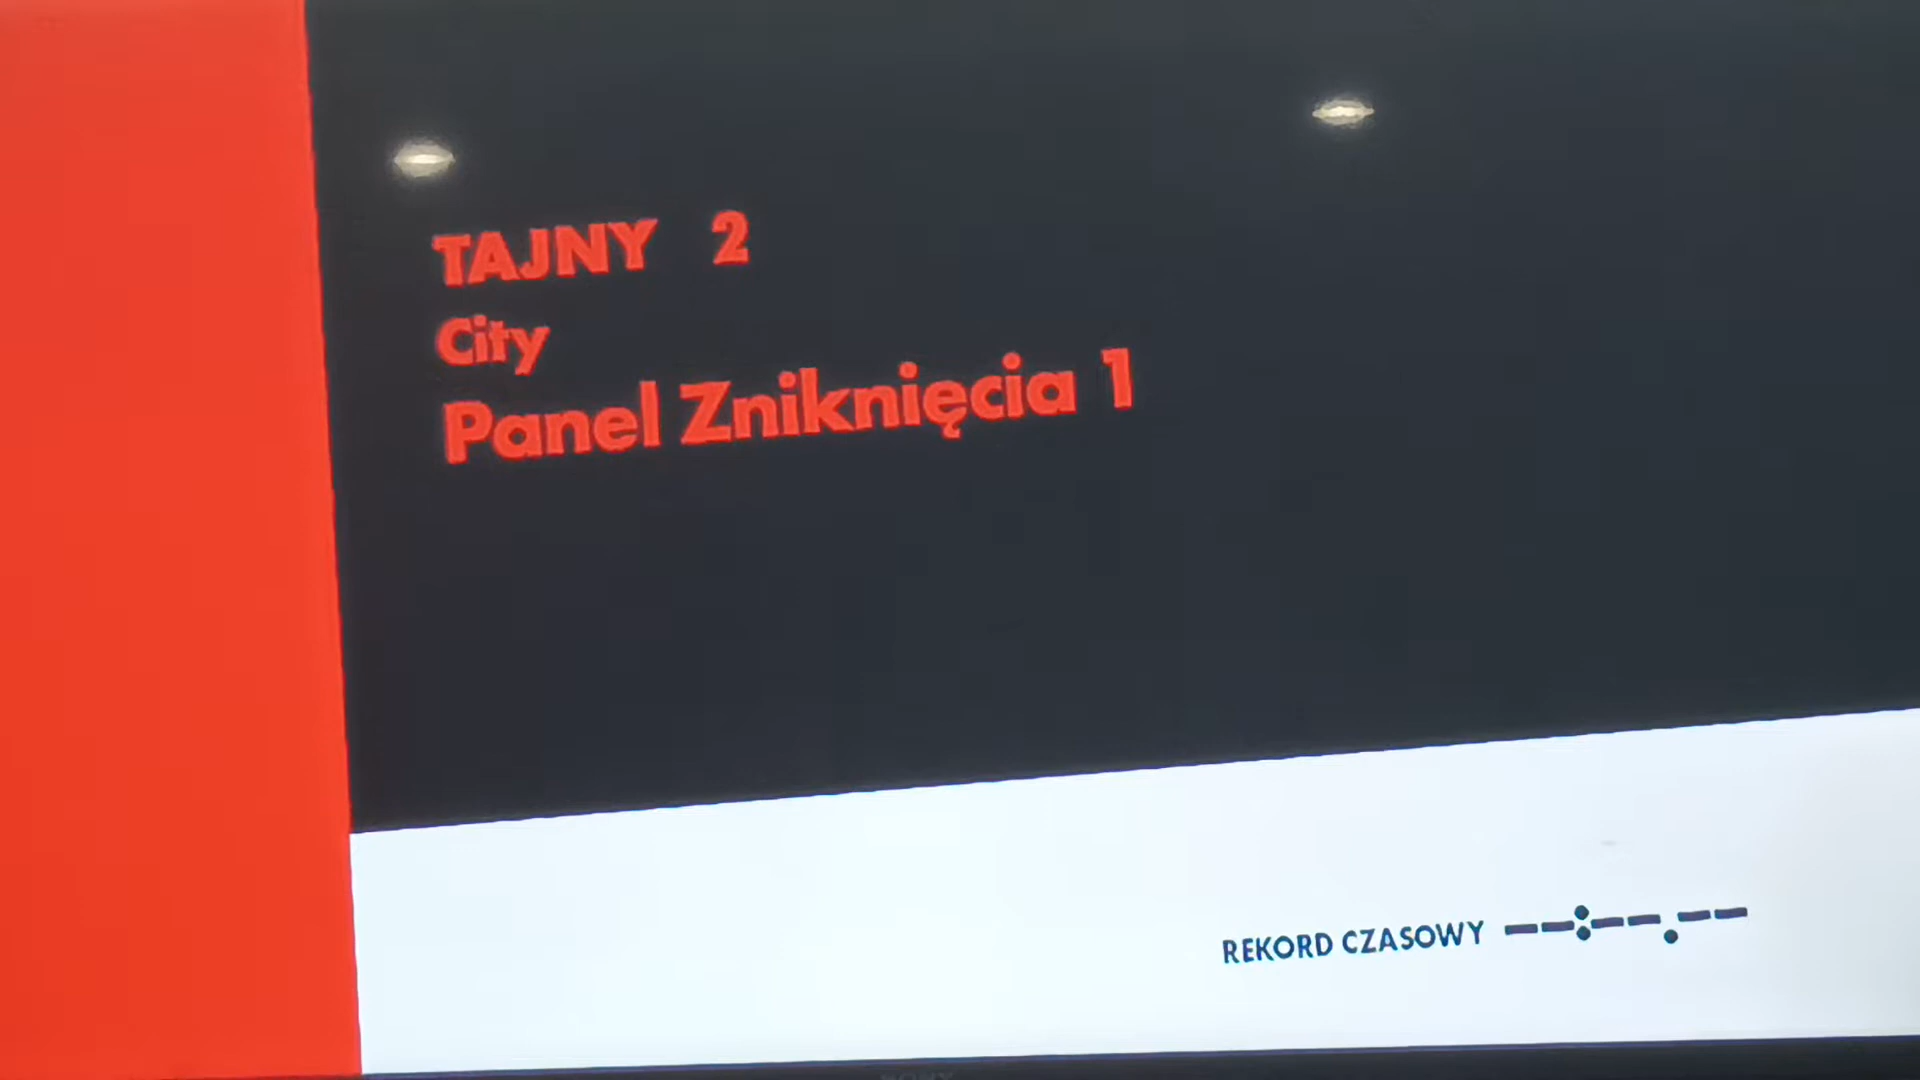 TAJNY 2
City
Panel Zniknięcia 1
REKORD CZASOWY --:--.--